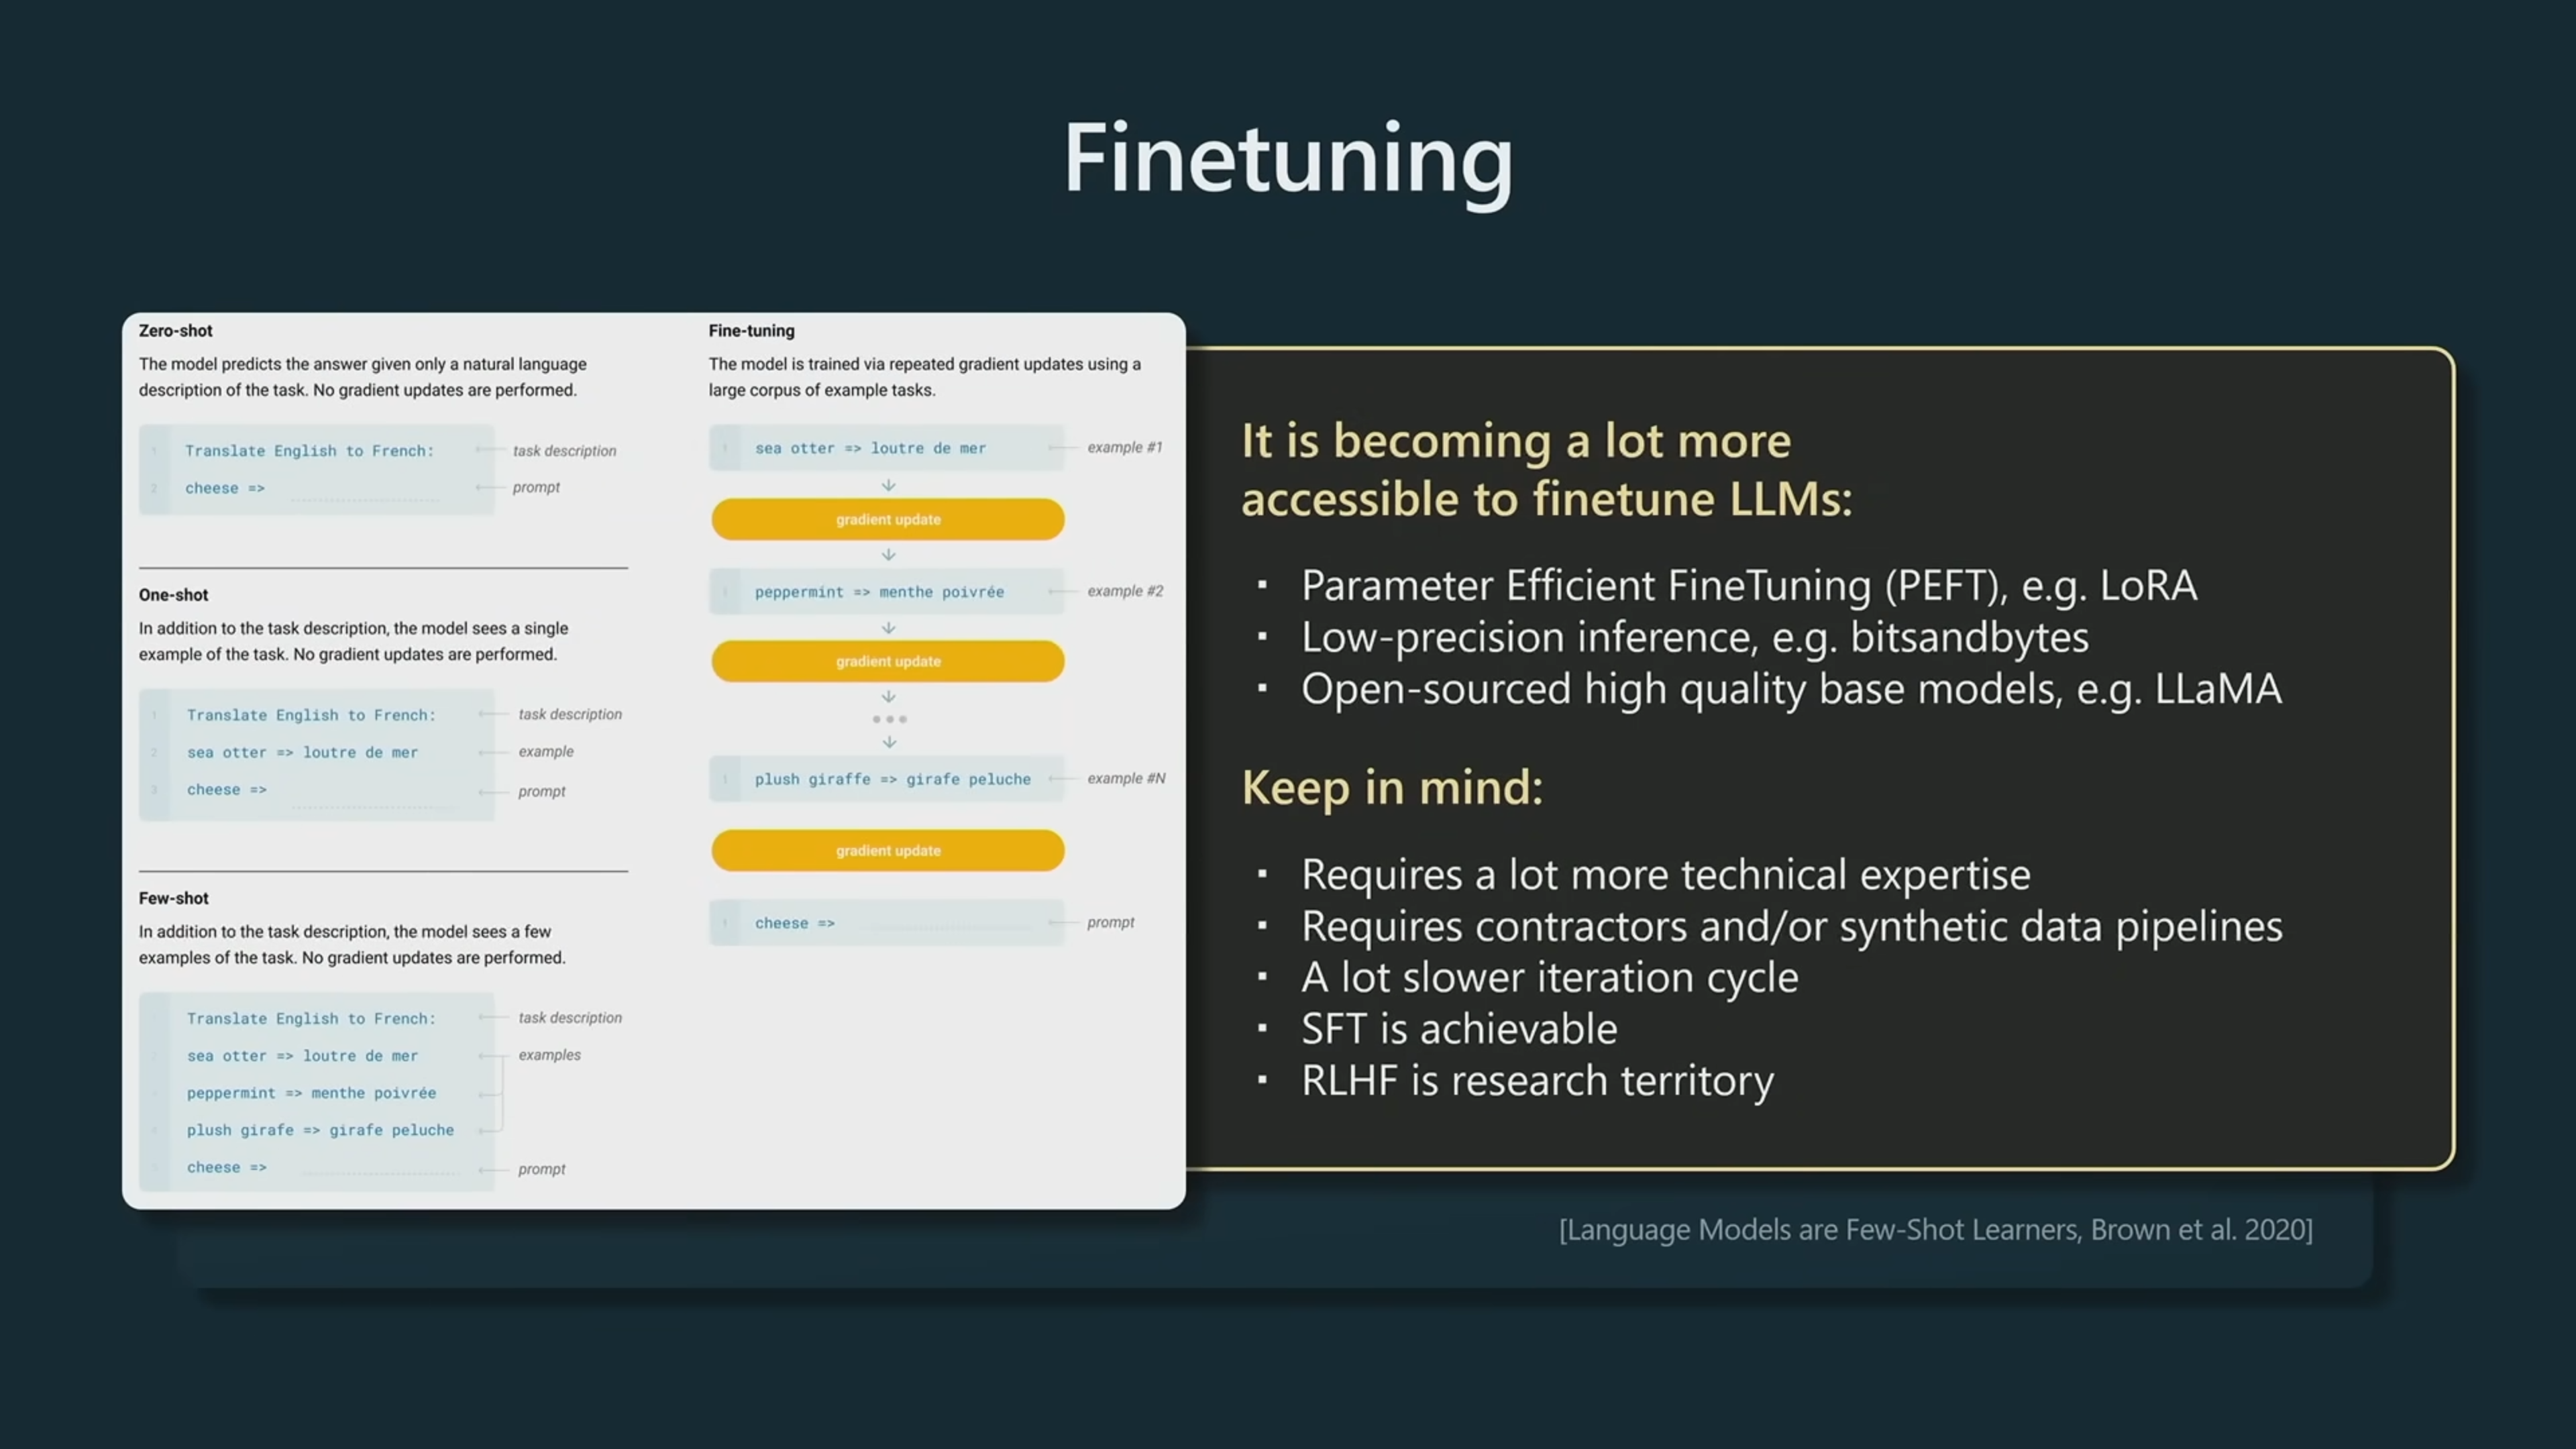 Finetuning
Zero-shot
The model predicts the answer given only a natural language
description of the task. No gradient updates are performed.
1 Translate English to French: task description
2 cheese => prompt
One-shot
In addition to the task description, the model sees a single
example of the task. No gradient updates are performed.
1 Translate English to French: task description
2 sea otter => loutre de mer example
3 cheese => prompt
Few-shot
In addition to the task description, the model sees a few
examples of the task. No gradient updates are performed.
Translate English to French: task description
sea otter => loutre de mer examples
peppermint => menthe poivrée
plush girafe => girafe peluche
cheese => prompt
Fine-tuning
The model is trained via repeated gradient updates using a
large corpus of example tasks.
1 sea otter => loutre de mer example #1
gradient update
1 peppermint => menthe poivrée example #2
gradient update
1 plush giraffe => girafe peluche example #N
gradient update
1 cheese => prompt
It is becoming a lot more
accessible to finetune LLMs:
▪ Parameter Efficient FineTuning (PEFT), e.g. LoRA
▪ Low-precision inference, e.g. bitsandbytes
▪ Open-sourced high quality base models, e.g. LLaMA
Keep in mind:
▪ Requires a lot more technical expertise
▪ Requires contractors and/or synthetic data pipelines
▪ A lot slower iteration cycle
▪ SFT is achievable
▪ RLHF is research territory
[Language Models are Few-Shot Learners, Brown et al. 2020]